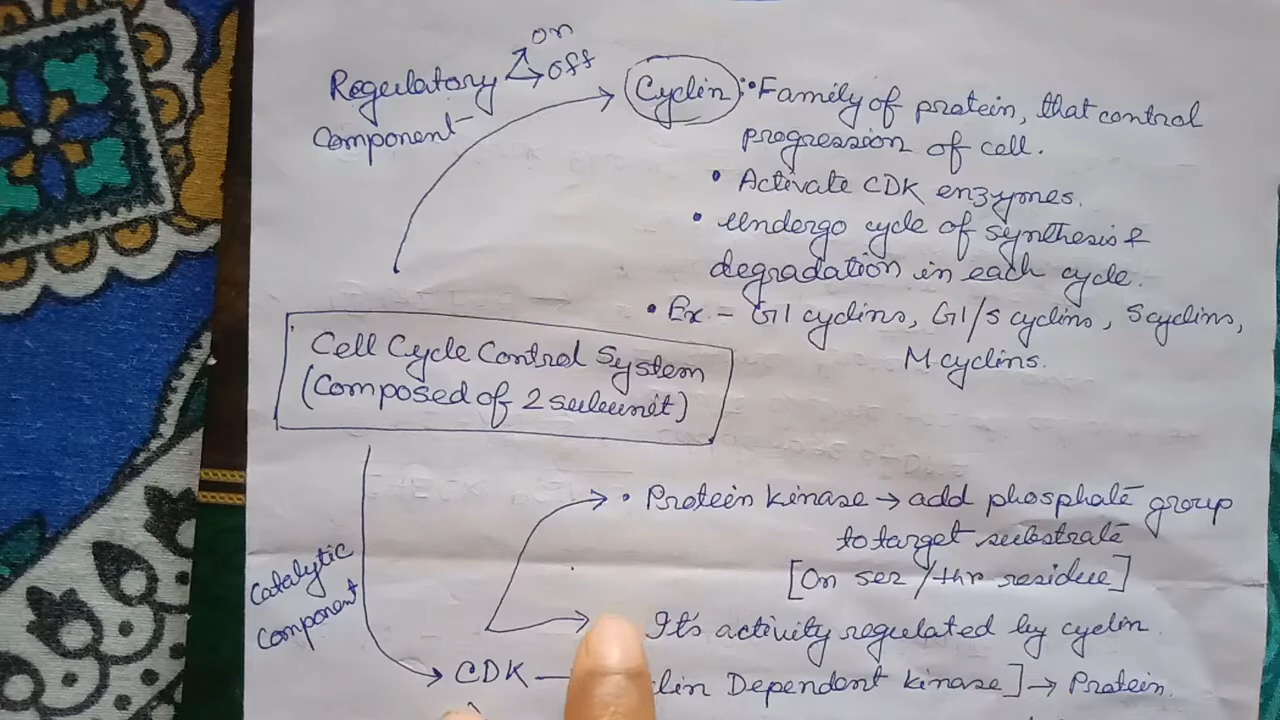 Regulatory on
off
Component-
Cyclin : • Family of protein, that control
progression of cell.
• Activate CDK enzymes.
• undergo cycle of synthesis &
degradation in each cycle.
• Ex - G1 cyclins, G1/S cyclins, S cyclins,
M cyclins.
Cell Cycle Control System
(Composed of 2 subunit)
• Protein kinase → add phosphate group
to target substrate
[On ser/thr residue]
Catalytic
component
It's activity regulated by cyclin.
CDK — lin Dependent kinase] → Protein.